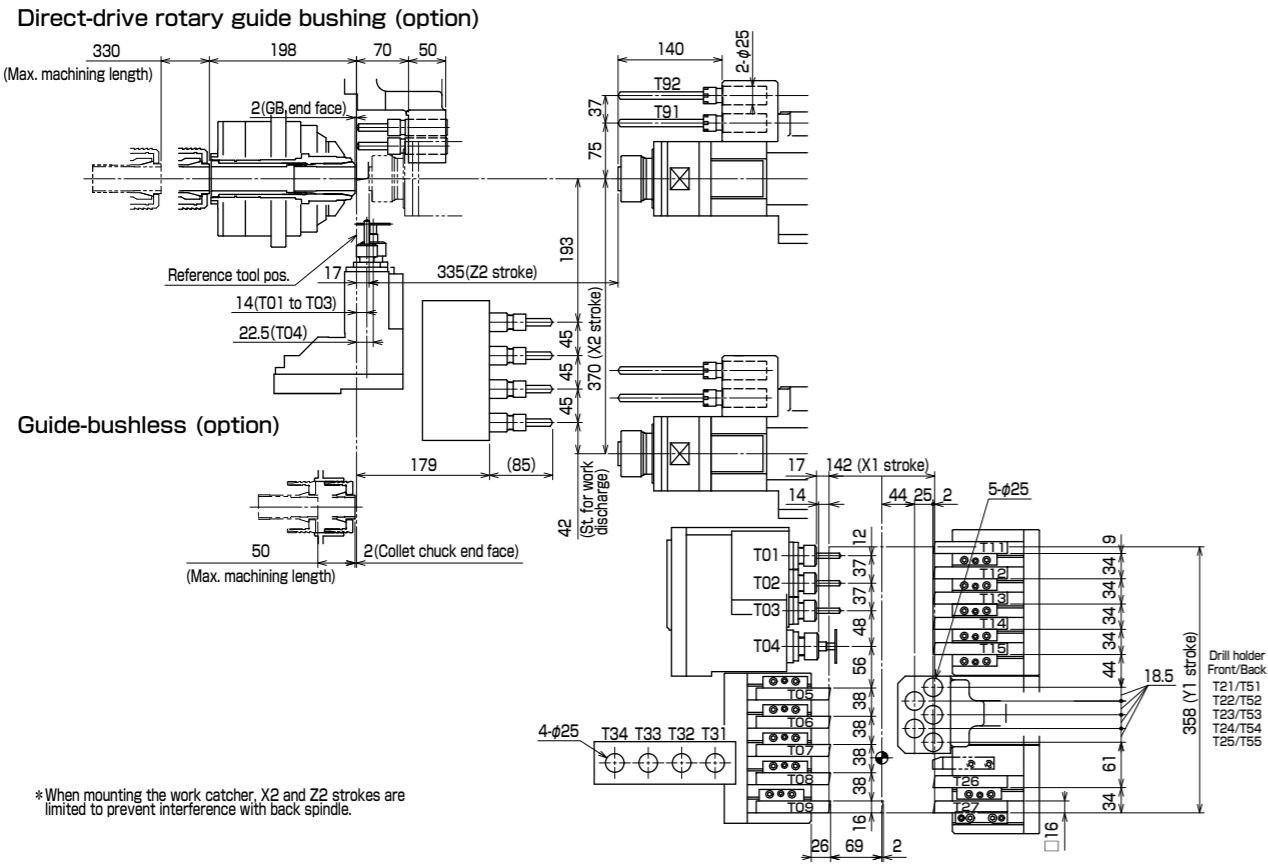 Direct-drive rotary guide bushing (option)
330
198
70
50
(Max. machining length)
2(GB end face)
140
2-φ25
T92
37
T91
75
193
Reference tool pos.
17
335(Z2 stroke)
14(T01 to T03)
22.5(T04)
45
45
45
370 (X2 stroke)
Guide-bushless (option)
179
(85)
42
(St. for work
discharge)
50
(Max. machining length)
2(Collet chuck end face)
17
142 (X1 stroke)
14
44
25
2
5-φ25
T01
T02
T03
T04
12
37
37
48
56
38
38
38
38
16
T05
T06
T07
T08
T09
T11
T12
T13
T14
T15
9
34
34
34
34
44
18.5
61
34
358 (Y1 stroke)
Drill holder
Front/Back
T21/T51
T22/T52
T23/T53
T24/T54
T25/T55
4-φ25
T34 T33 T32 T31
T26
T27
□16
26
69
2
*When mounting the work catcher, X2 and Z2 strokes are
limited to prevent interference with back spindle.